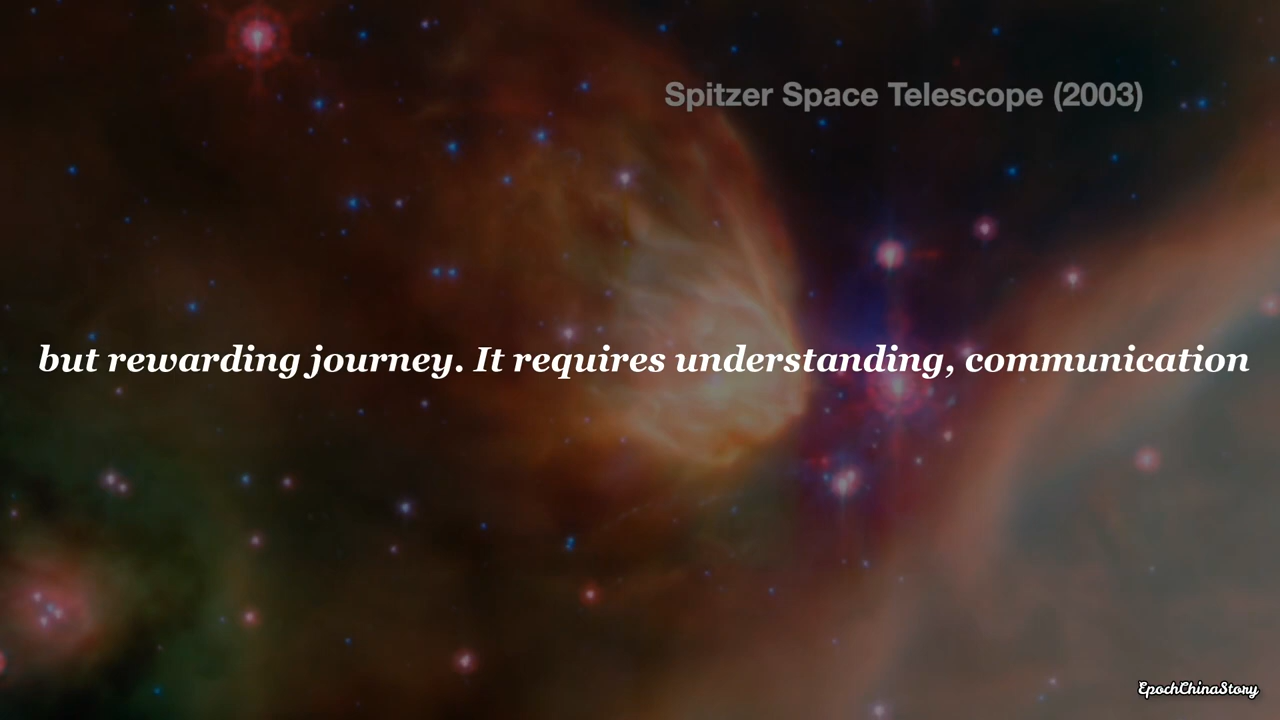 Spitzer Space Telescope (2003)
but rewarding journey. It requires understanding, communication
EpochChinaStory